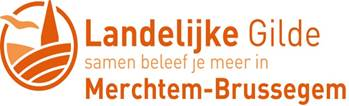 Landelijke Gilde
samen beleef je meer in
Merchtem-Brussegem